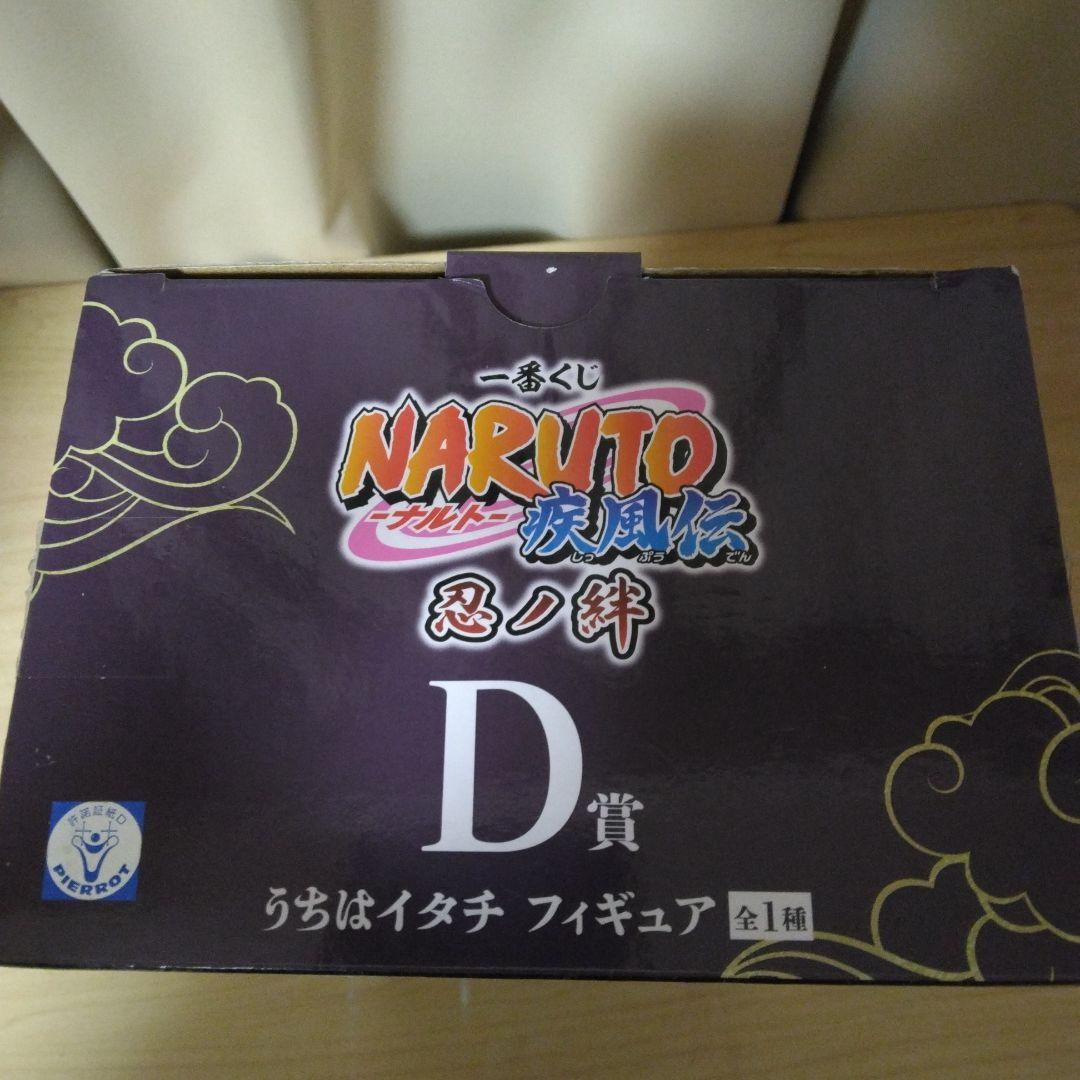 一番くじ
NARUTO
-ナルト-
疾風伝
しっ ぷう でん
忍ノ絆
D賞
許諾証紙
PIERROT
うちはイタチ フィギュア 全1種